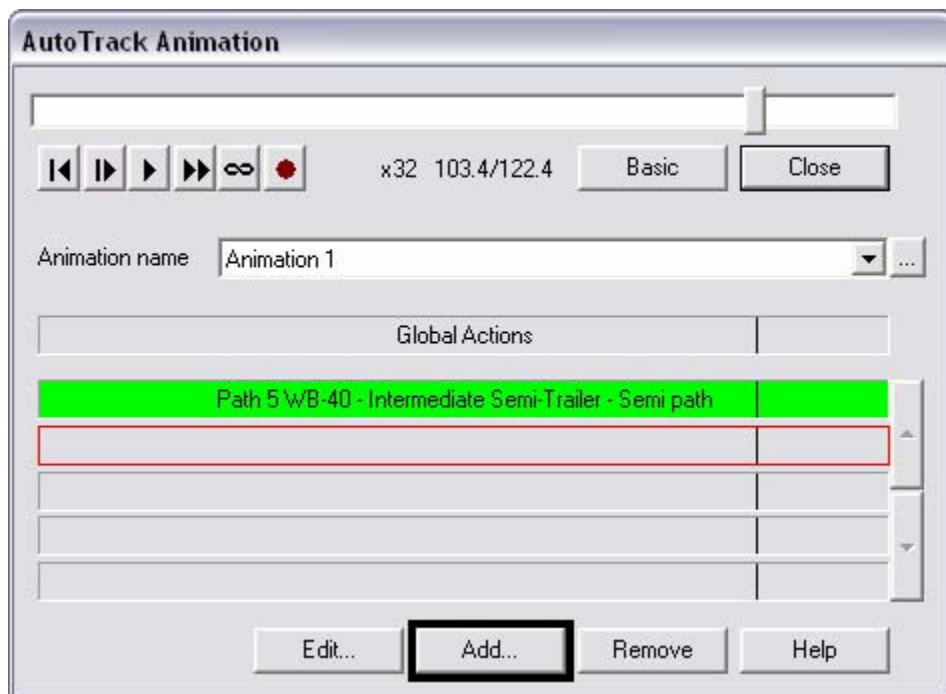 AutoTrack Animation
x32 103.4/122.4 Basic Close
Animation name Animation 1 ...
Global Actions
Path 5 WB-40 - Intermediate Semi-Trailer - Semi path
Edit... Add... Remove Help